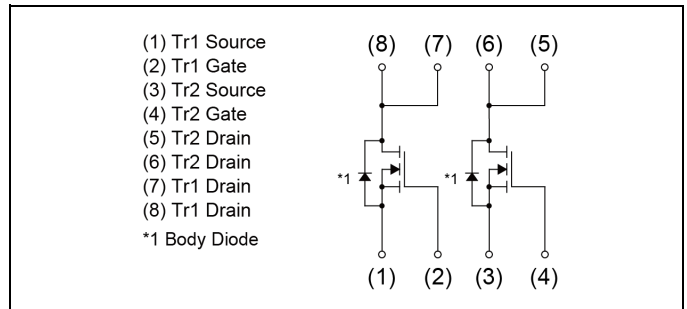 (1) Tr1 Source
(2) Tr1 Gate
(3) Tr2 Source
(4) Tr2 Gate
(5) Tr2 Drain
(6) Tr2 Drain
(7) Tr1 Drain
(8) Tr1 Drain
*1 Body Diode
(8) (7) (6) (5)
*1 *1
(1) (2) (3) (4)